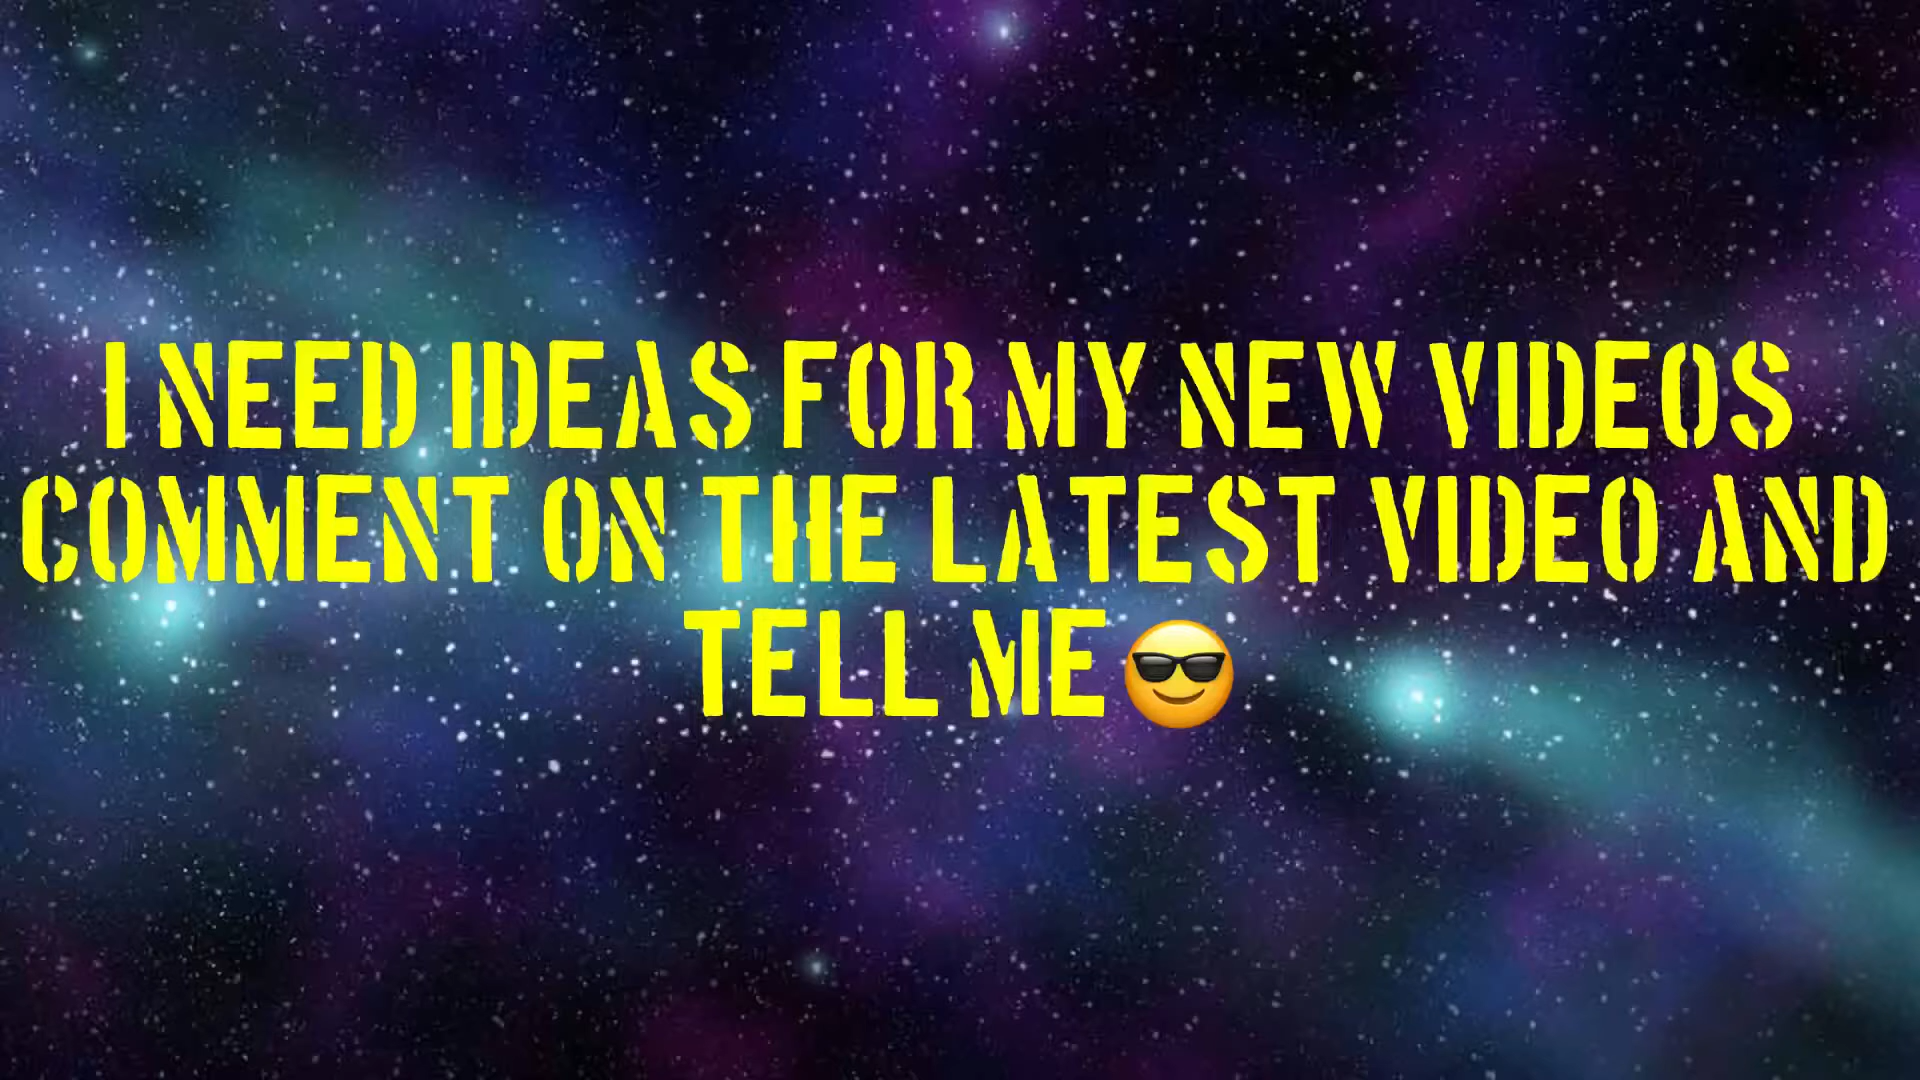 I NEED IDEAS FOR MY NEW VIDEOS
COMMENT ON THE LATEST VIDEO AND
TELL ME😎